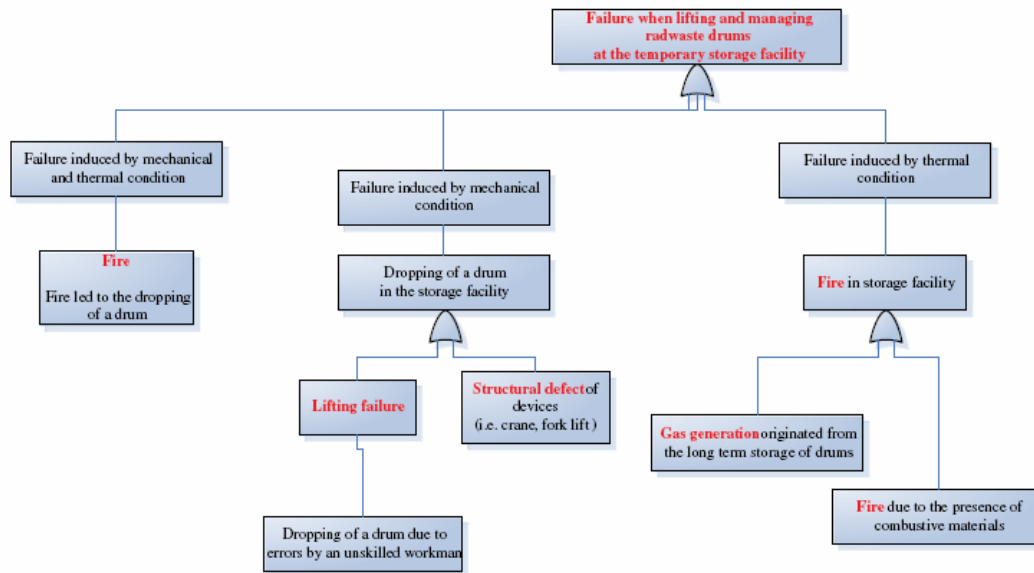 Failure when lifting and managing
radwaste drums
at the temporary storage facility
Failure induced by mechanical
and thermal condition
Failure induced by mechanical
condition
Failure induced by thermal
condition
Fire
Fire led to the dropping
of a drum
Dropping of a drum
in the storage facility
Fire in storage facility
Lifting failure
Structural defect of
devices
(i.e. crane, fork lift )
Gas generation originated from
the long term storage of drums
Dropping of a drum due to
errors by an unskilled workman
Fire due to the presence of
combustive materials